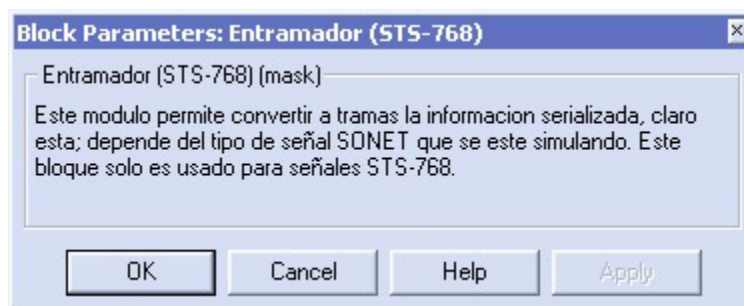 Block Parameters: Entramador (STS-768)
Entramador (STS-768) (mask)
Este modulo permite convertir a tramas la informacion serializada, claro
esta; depende del tipo de señal SONET que se este simulando. Este
bloque solo es usado para señales STS-768.
OK Cancel Help Apply